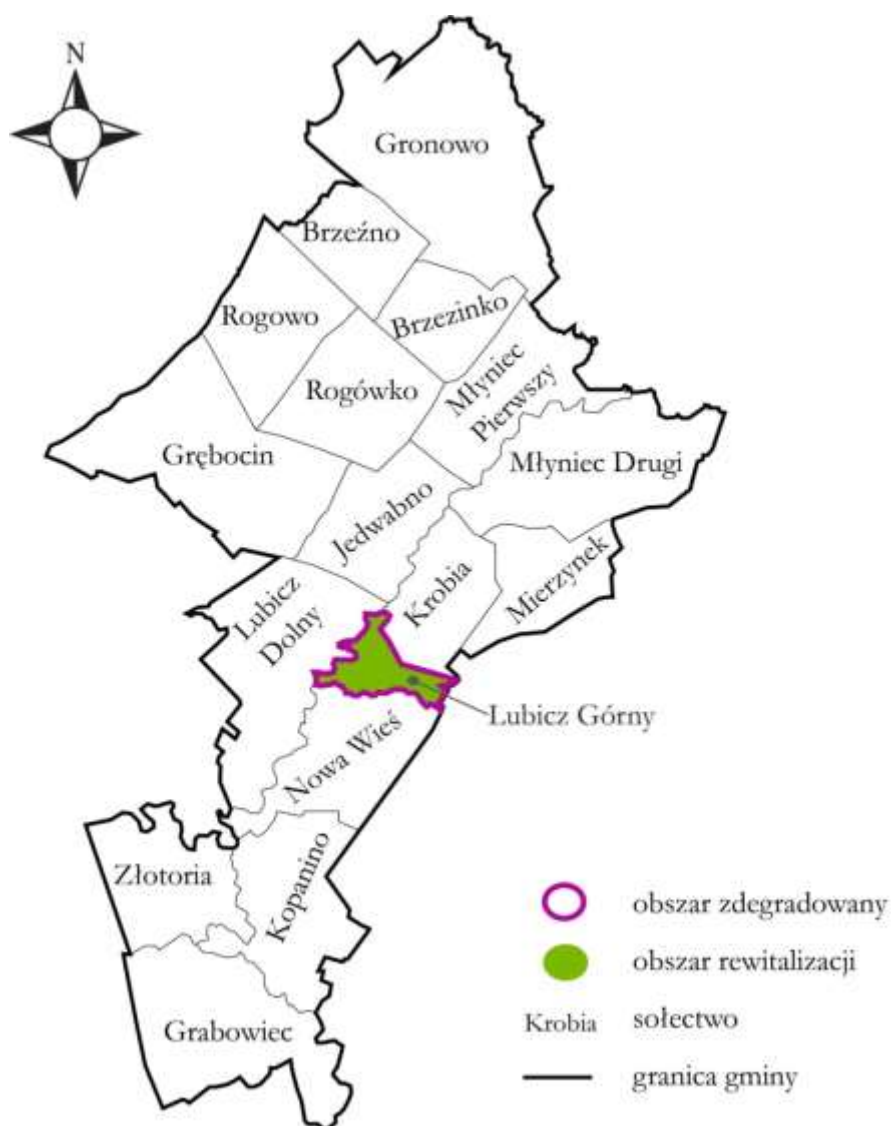 N
Gronowo
Brzeźno
Rogowo
Brzezinko
Rogówko
Młyniec
Pierwszy
Grębocin
Młyniec Drugi
Jedwabno
Krobia
Mierzynek
Lubicz
Dolny
Lubicz Górny
Nowa Wieś
Złotoria
Kopanino
Grabowiec
obszar zdegradowany
obszar rewitalizacji
Krobia sołectwo
granica gminy